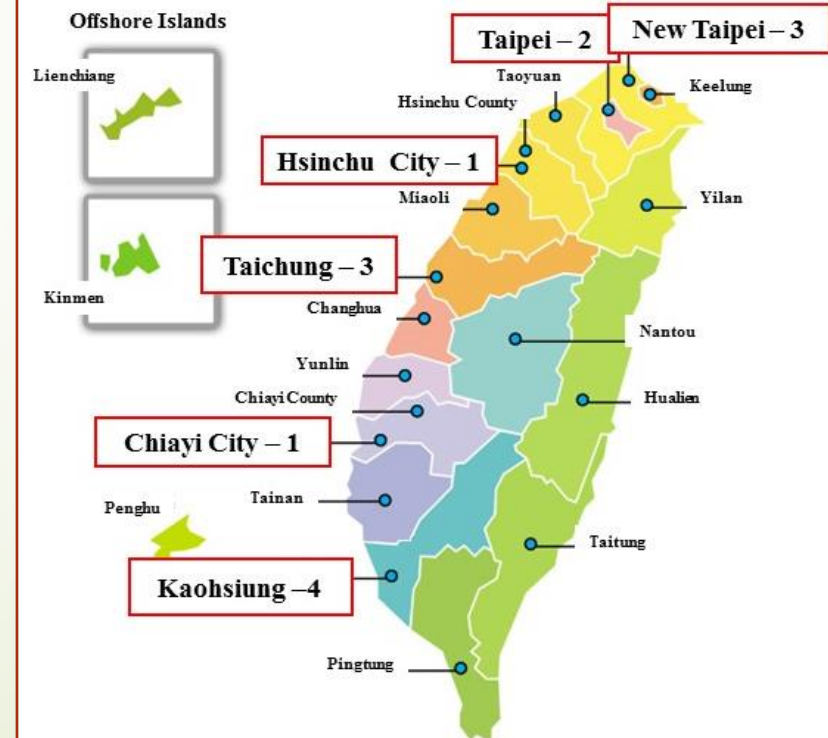 Offshore Islands
Lienchiang
Kinmen
Taipei – 2
New Taipei – 3
Taoyuan
Keelung
Hsinchu County
Hsinchu City – 1
Miaoli
Yilan
Taichung – 3
Changhua
Nantou
Yunlin
Chiayi County
Hualien
Chiayi City – 1
Tainan
Penghu
Taitung
Kaohsiung –4
Pingtung